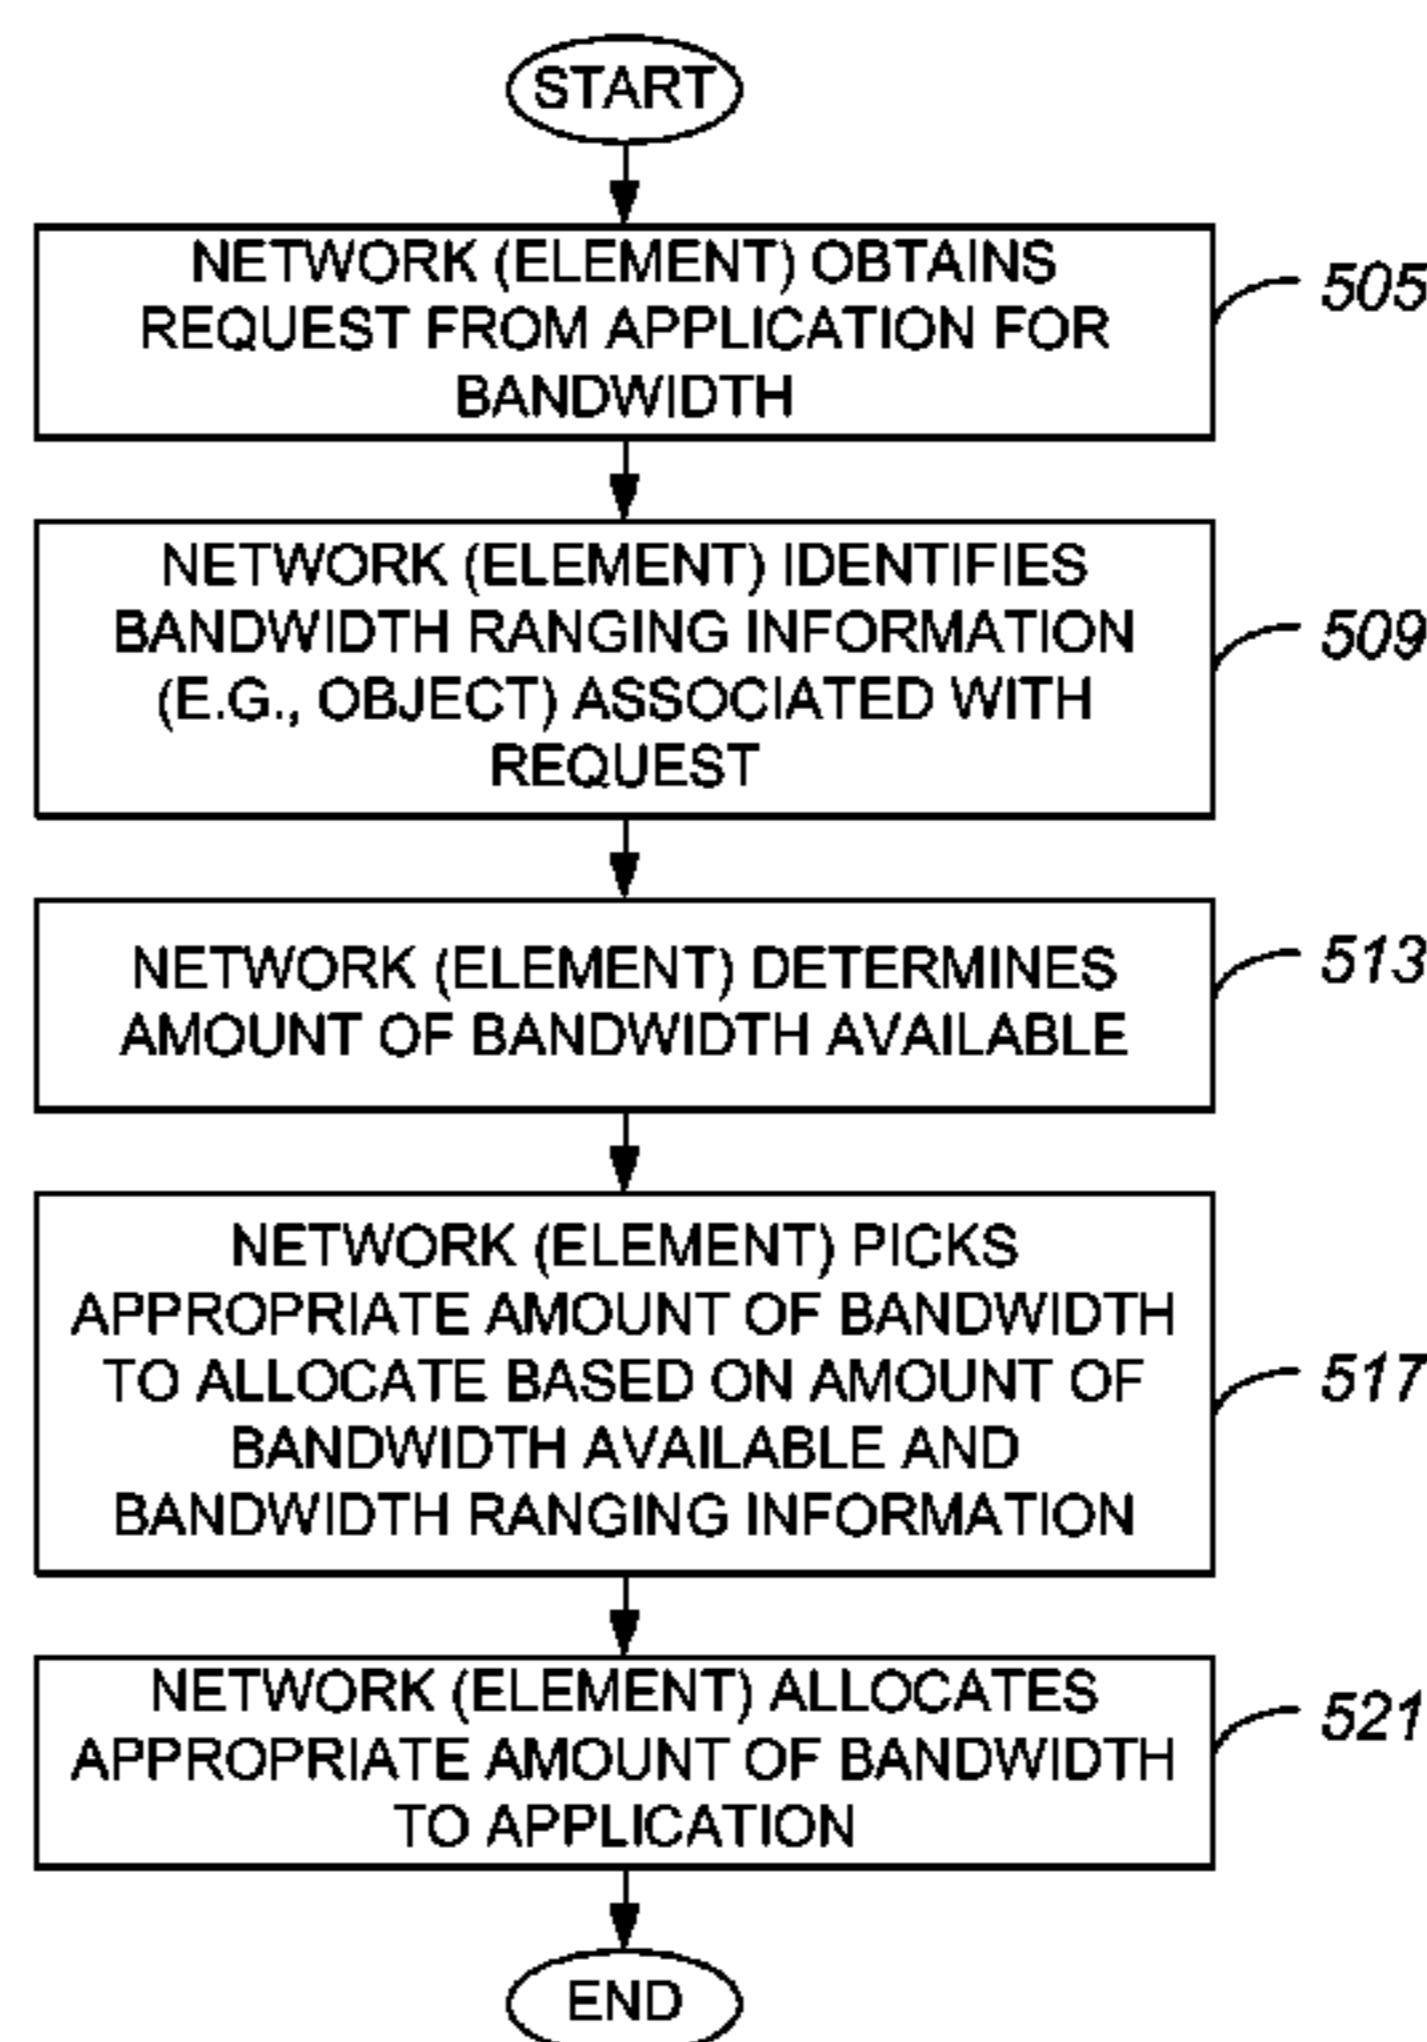 START
NETWORK (ELEMENT) OBTAINS
REQUEST FROM APPLICATION FOR
BANDWIDTH
505
NETWORK (ELEMENT) IDENTIFIES
BANDWIDTH RANGING INFORMATION
(E.G., OBJECT) ASSOCIATED WITH
REQUEST
509
NETWORK (ELEMENT) DETERMINES
AMOUNT OF BANDWIDTH AVAILABLE
513
NETWORK (ELEMENT) PICKS
APPROPRIATE AMOUNT OF BANDWIDTH
TO ALLOCATE BASED ON AMOUNT OF
BANDWIDTH AVAILABLE AND
BANDWIDTH RANGING INFORMATION
517
NETWORK (ELEMENT) ALLOCATES
APPROPRIATE AMOUNT OF BANDWIDTH
TO APPLICATION
521
END